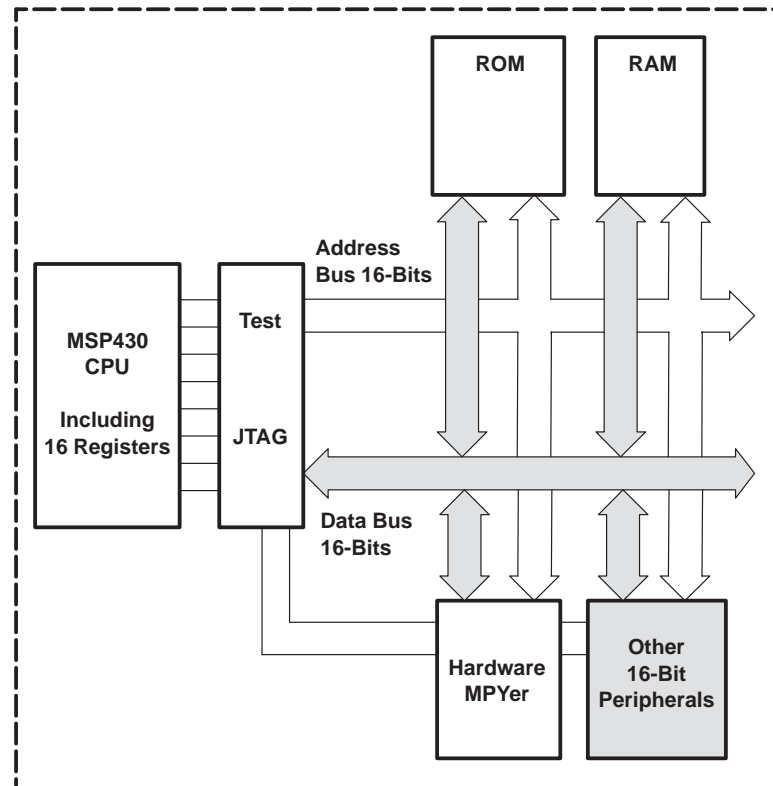 ROM
RAM
Address
Bus 16-Bits
MSP430
CPU
Including
16 Registers
Test
JTAG
Data Bus
16-Bits
Hardware
MPYer
Other
16-Bit
Peripherals